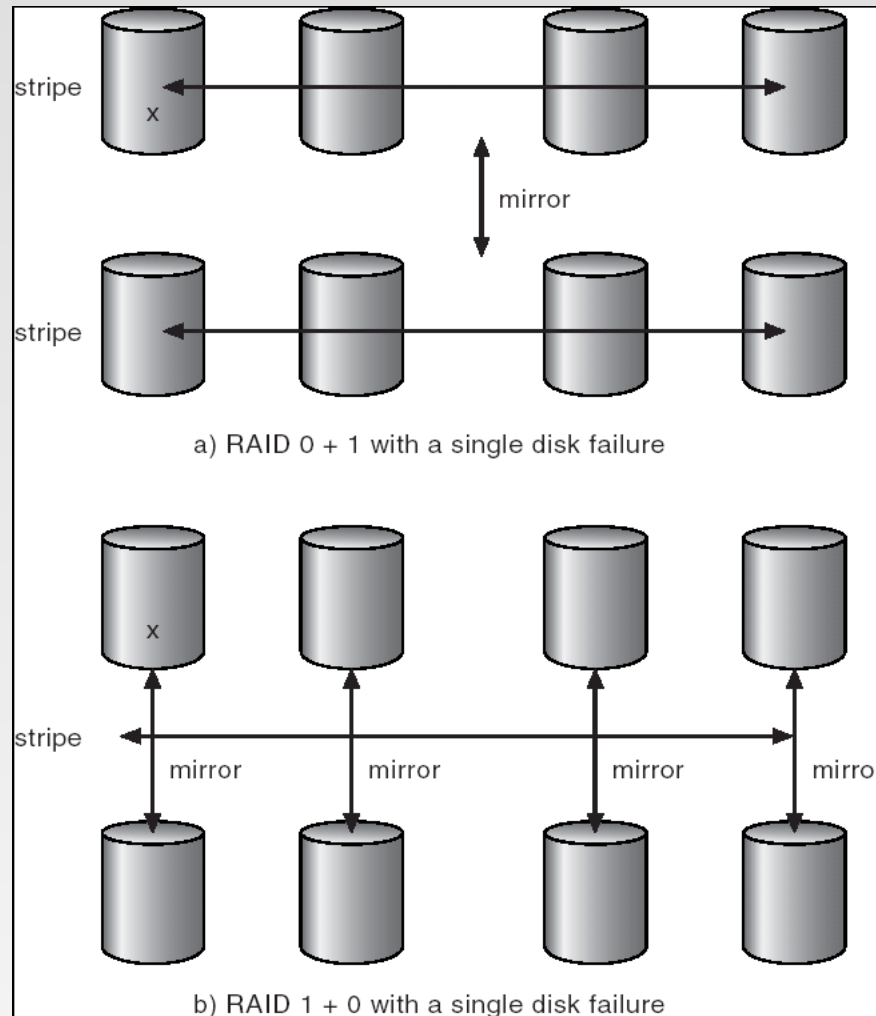 stripe
x
mirror
stripe
a) RAID 0 + 1 with a single disk failure
x
stripe
mirror
mirror
mirror
mirro
b) RAID 1 + 0 with a single disk failure